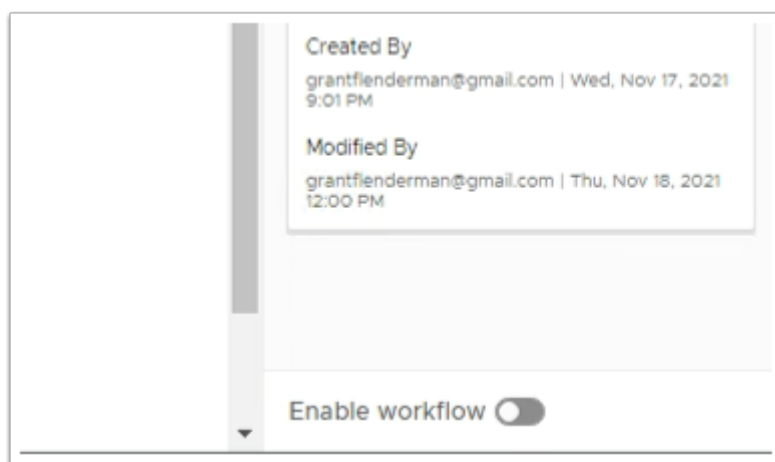 Created By
grantflenderman@gmail.com | Wed, Nov 17, 2021
9:01 PM
Modified By
grantflenderman@gmail.com | Thu, Nov 18, 2021
12:00 PM
Enable workflow